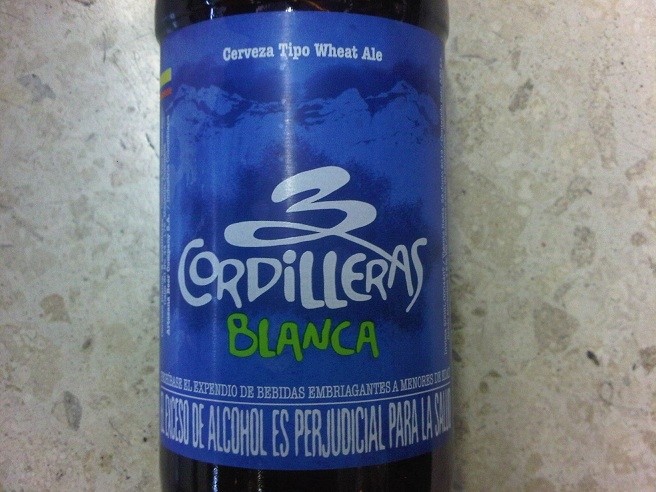 Cerveza Tipo Wheat Ale
3
CORDiLLERAS
BLANCA
EL EXPENDIO DE BEBIDAS EMBRIAGANTES A MENORES DE
EXCESO DE ALCOHOL ES PERJUDICIAL PARA LA